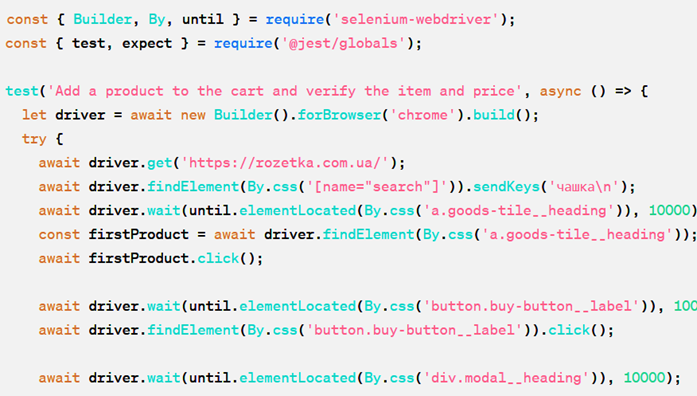 const { Builder, By, until } = require('selenium-webdriver');
const { test, expect } = require('@jest/globals');
test('Add a product to the cart and verify the item and price', async () => {
let driver = await new Builder().forBrowser('chrome').build();
try {
await driver.get('https://rozetka.com.ua/');
await driver.findElement(By.css('[name="search"]')).sendKeys('чашка\n');
await driver.wait(until.elementLocated(By.css('a.goods-tile__heading')), 10000)
const firstProduct = await driver.findElement(By.css('a.goods-tile__heading'));
await firstProduct.click();
await driver.wait(until.elementLocated(By.css('button.buy-button__label')), 100
await driver.findElement(By.css('button.buy-button__label')).click();
await driver.wait(until.elementLocated(By.css('div.modal__heading')), 10000);